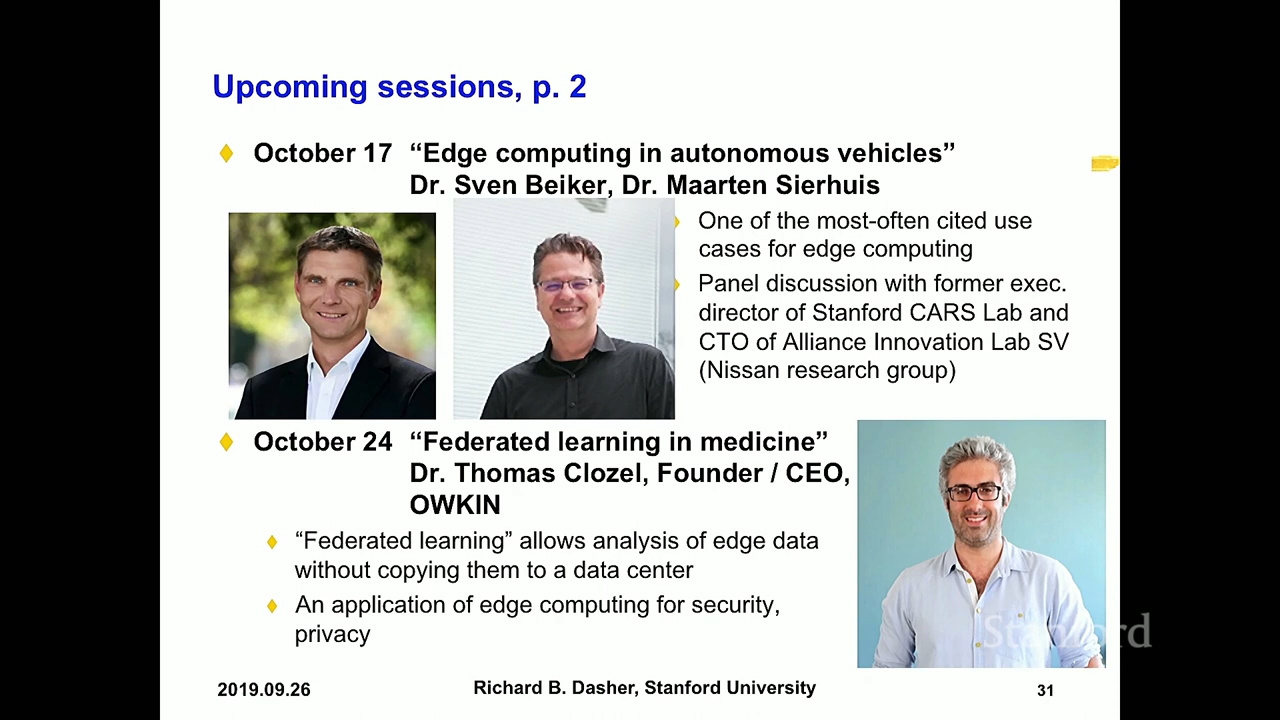 Upcoming sessions, p. 2
October 17 “Edge computing in autonomous vehicles”
Dr. Sven Beiker, Dr. Maarten Sierhuis
One of the most-often cited use
cases for edge computing
Panel discussion with former exec.
director of Stanford CARS Lab and
CTO of Alliance Innovation Lab SV
(Nissan research group)
October 24 “Federated learning in medicine”
Dr. Thomas Clozel, Founder / CEO,
OWKIN
“Federated learning” allows analysis of edge data
without copying them to a data center
An application of edge computing for security,
privacy
Stanford
2019.09.26
Richard B. Dasher, Stanford University
31